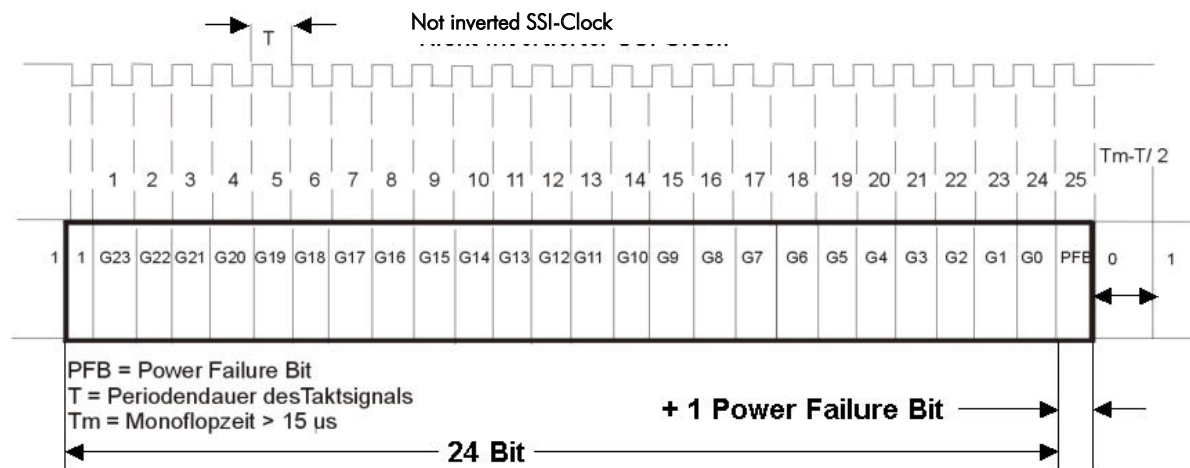 Not inverted SSI-Clock
T
Tm-T/ 2
1 2 3 4 5 6 7 8 9 10 11 12 13 14 15 16 17 18 19 20 21 22 23 24 25
1 1 G23 G22 G21 G20 G19 G18 G17 G16 G15 G14 G13 G12 G11 G10 G9 G8 G7 G6 G5 G4 G3 G2 G1 G0 PFB 0 1
PFB = Power Failure Bit
T = Periodendauer desTaktsignals
Tm = Monoflopzeit > 15 µs
+ 1 Power Failure Bit
24 Bit